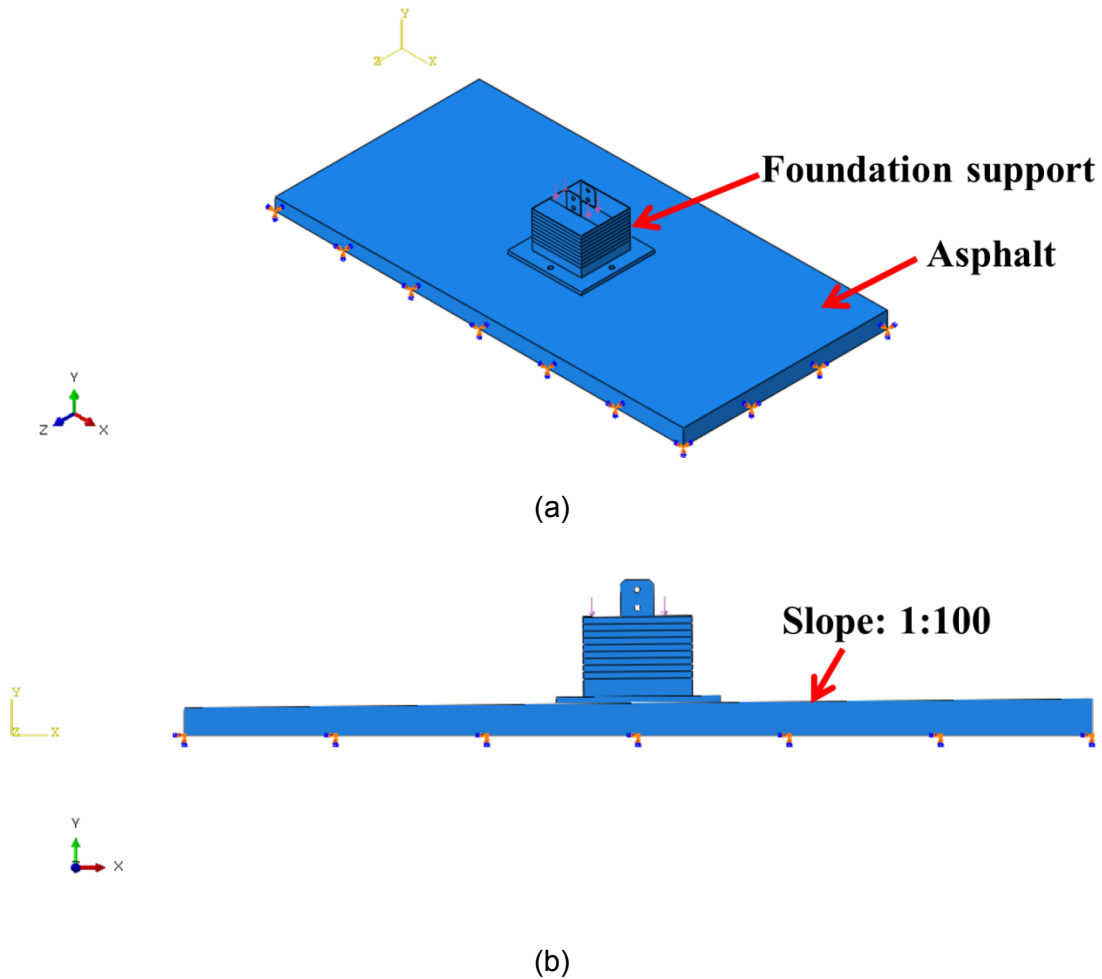 Y
Z X
Foundation support
Asphalt
Y
Z X
(a)
Slope: 1:100
Y
Z X
Y
Z X
(b)